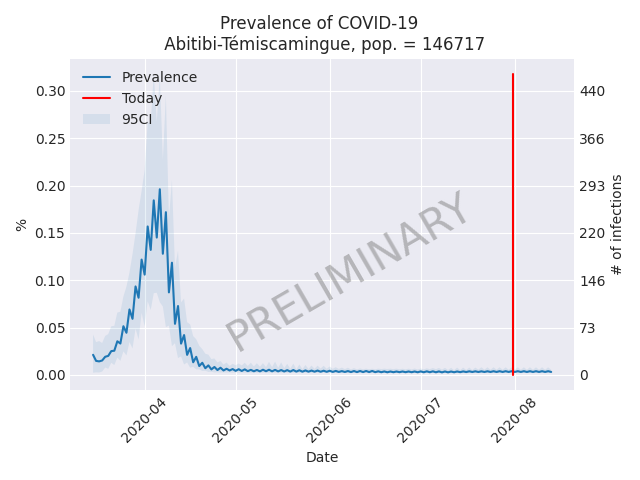 Prevalence of COVID-19
Abitibi-Témiscamingue, pop. = 146717
Prevalence
Today
95CI
0.30
0.25
0.20
0.15
0.10
0.05
0.00
%
440
366
293
220
146
73
0
# of infections
PRELIMINARY
2020-04
2020-05
2020-06
2020-07
2020-08
Date